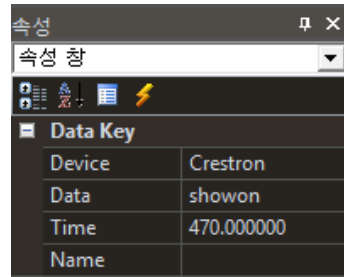 속성
속성 창
Data Key
Device Crestron
Data showon
Time 470.000000
Name